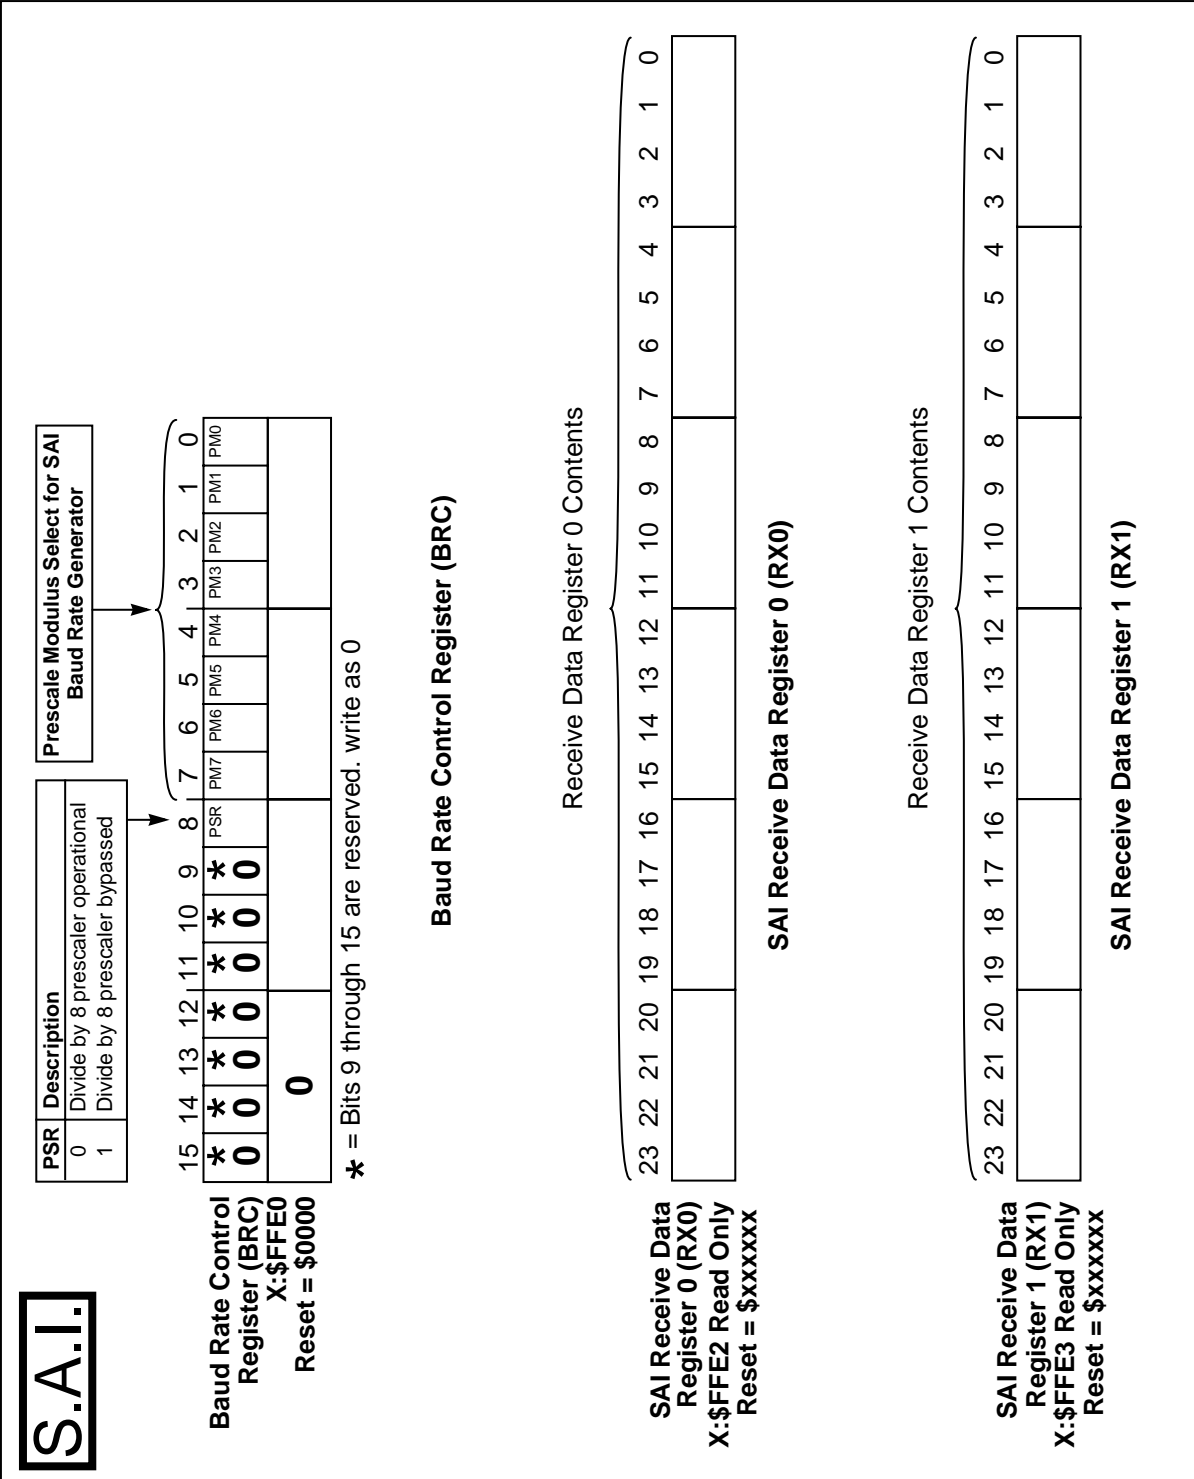 S.A.I.
PSR Description
0 Divide by 8 prescaler operational
1 Divide by 8 prescaler bypassed
Prescale Modulus Select for SAI
Baud Rate Generator
15 14 13 12 11 10 9 8 7 6 5 4 3 2 1 0
* * * * * * * PSR PM7 PM6 PM5 PM4 PM3 PM2 PM1 PM0
0 0 0 0 0 0 0
0
Baud Rate Control
Register (BRC)
X:$FFE0
Reset = $0000
* = Bits 9 through 15 are reserved. write as 0
Baud Rate Control Register (BRC)
Receive Data Register 0 Contents
23 22 21 20 19 18 17 16 15 14 13 12 11 10 9 8 7 6 5 4 3 2 1 0
SAI Receive Data
Register 0 (RX0)
X:$FFE2 Read Only
Reset = $xxxxxx
SAI Receive Data Register 0 (RX0)
Receive Data Register 1 Contents
23 22 21 20 19 18 17 16 15 14 13 12 11 10 9 8 7 6 5 4 3 2 1 0
SAI Receive Data
Register 1 (RX1)
X:$FFE3 Read Only
Reset = $xxxxxx
SAI Receive Data Register 1 (RX1)